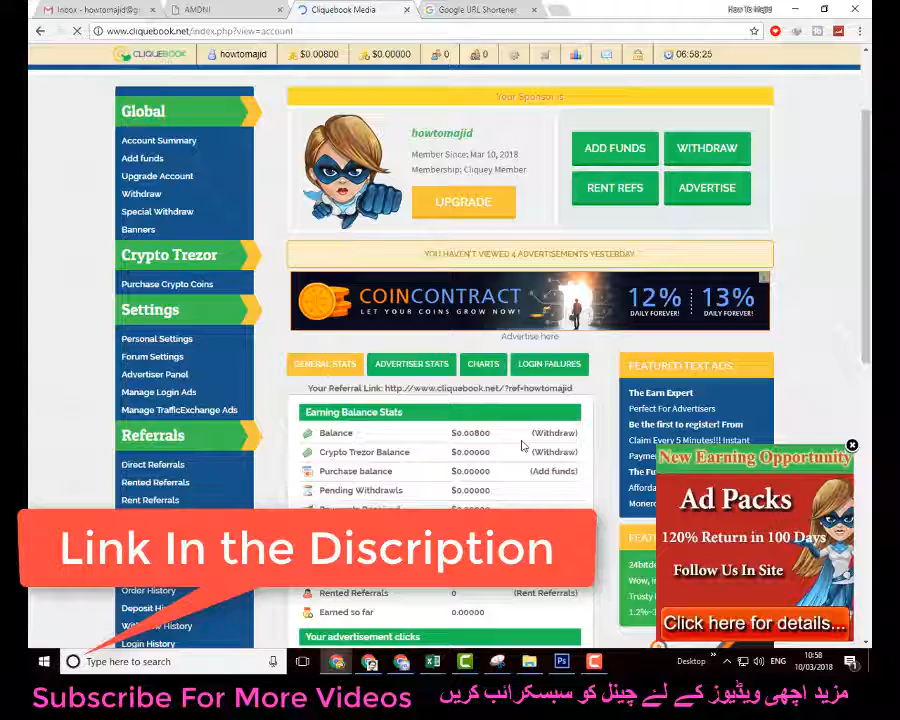 How To Majid
Inbox - howtomajid@g
AMDNI
Cliquebook Media
Google URL Shortener
www.cliquebook.net/index.php?view=account
CLIQUEBOOK
howtomajid
$0.00800
$0.00000
0
0
06:58:25
Your Sponsor is
Global
Account Summary
Add funds
Upgrade Account
Withdraw
Special Withdraw
Banners
Crypto Trezor
Purchase Crypto Coins
Settings
Personal Settings
Forum Settings
Advertiser Panel
Manage Login Ads
Manage TrafficExchange Ads
Referrals
Direct Referrals
Rented Referrals
Rent Referrals
Order History
Deposit Hi
History
Login History
howtomajid
Member Since: Mar 10, 2018
Membership: Cliquey Member
UPGRADE
ADD FUNDS
WITHDRAW
RENT REFS
ADVERTISE
YOU HAVEN'T VIEWED 4 ADVERTISEMENTS YESTERDAY
COINCONTRACT
LET YOUR COINS GROW NOW!
12% DAILY FOREVER!
13% DAILY FOREVER!
Advertise here
GENERAL STATS
ADVERTISER STATS
CHARTS
LOGIN FAILURES
Your Referral Link: http://www.cliquebook.net/?ref=howtomajid
Earning Balance Stats
Balance $0.00800 (Withdraw)
Crypto Trezor Balance $0.00000 (Withdraw)
Purchase balance $0.00000 (Add funds)
Pending Withdrawls $0.00000
Rented Referrals 0 (Rent Referrals)
Earned so far 0.00000
Your advertisement clicks
FEATURED TEXT ADS
The Earn Expert
Perfect For Advertisers
Be the first to register! From
Claim Every 5 Minutes!!! Instant
New Earning Opportunity
Ad Packs
120% Return in 100 Days
Follow Us In Site
Click here for details...
Link In the Discription
Type here to search
Desktop
ENG
10:58
10/03/2018
Subscribe For More Videos
مزید اچھی ویڈیوز کے لئے چینل کو سبسکرائب کریں